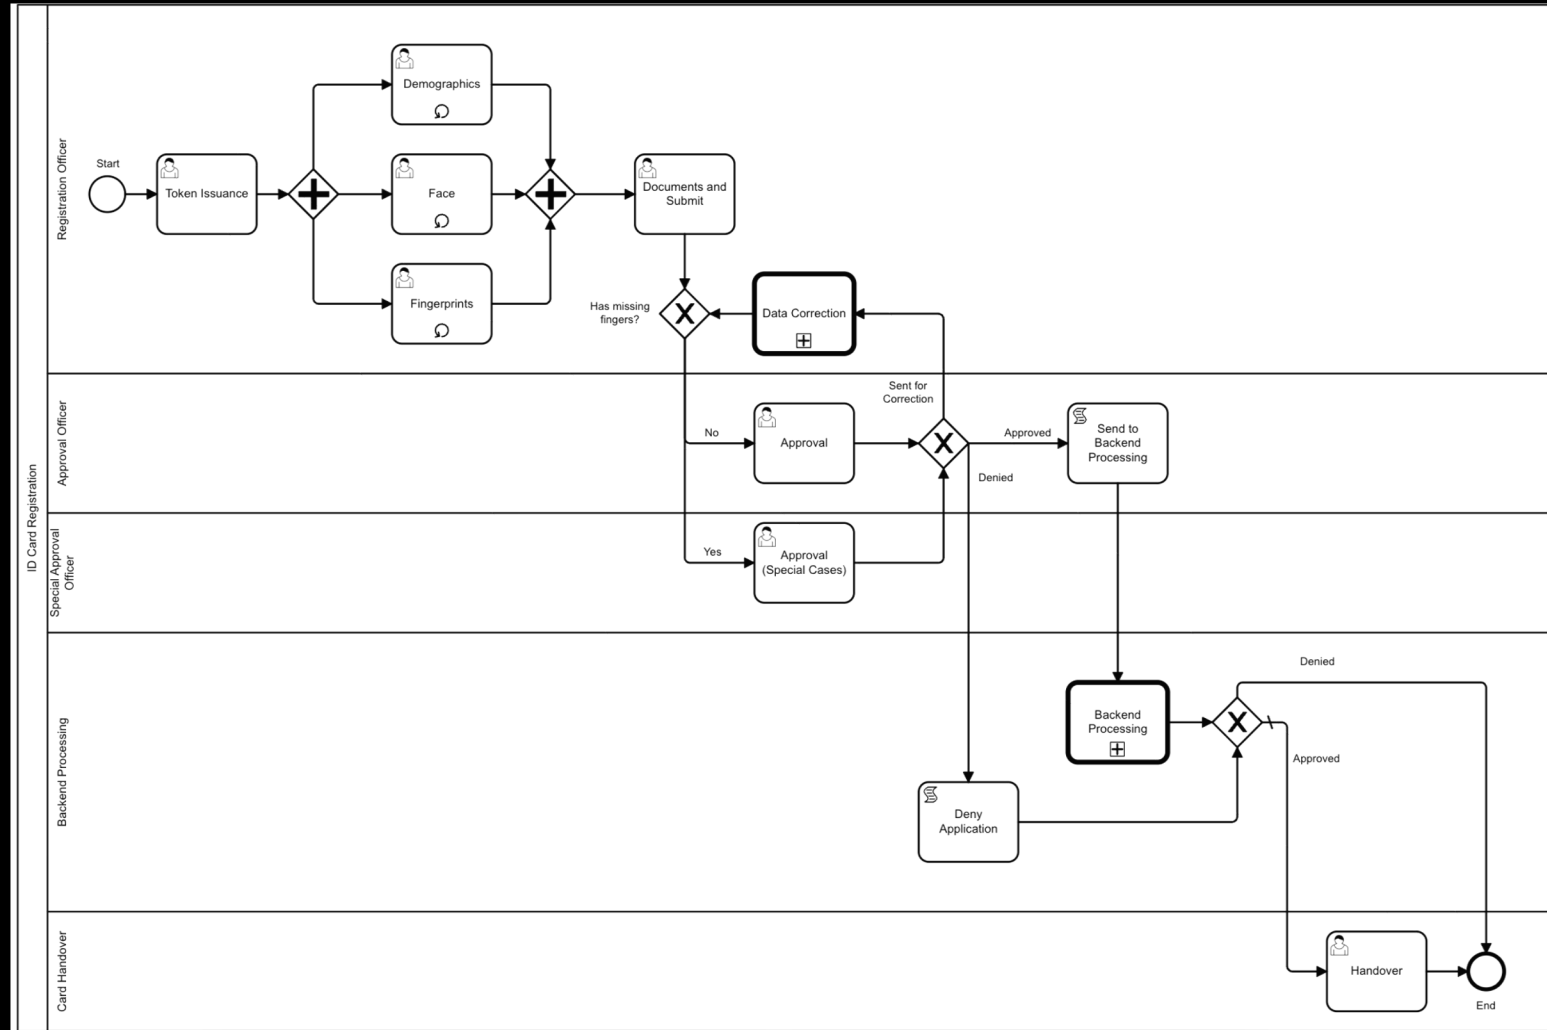 ID Card Registration
Registration Officer
Start
Token Issuance
Demographics
Face
Fingerprints
Documents and
Submit
Has missing
fingers?
Data Correction
Approval Officer
Sent for
Correction
No
Approval
Approved
Denied
Send to
Backend
Processing
Special Approval
Officer
Yes
Approval
(Special Cases)
Backend Processing
Denied
Backend
Processing
Approved
Deny
Application
Card Handover
Handover
End